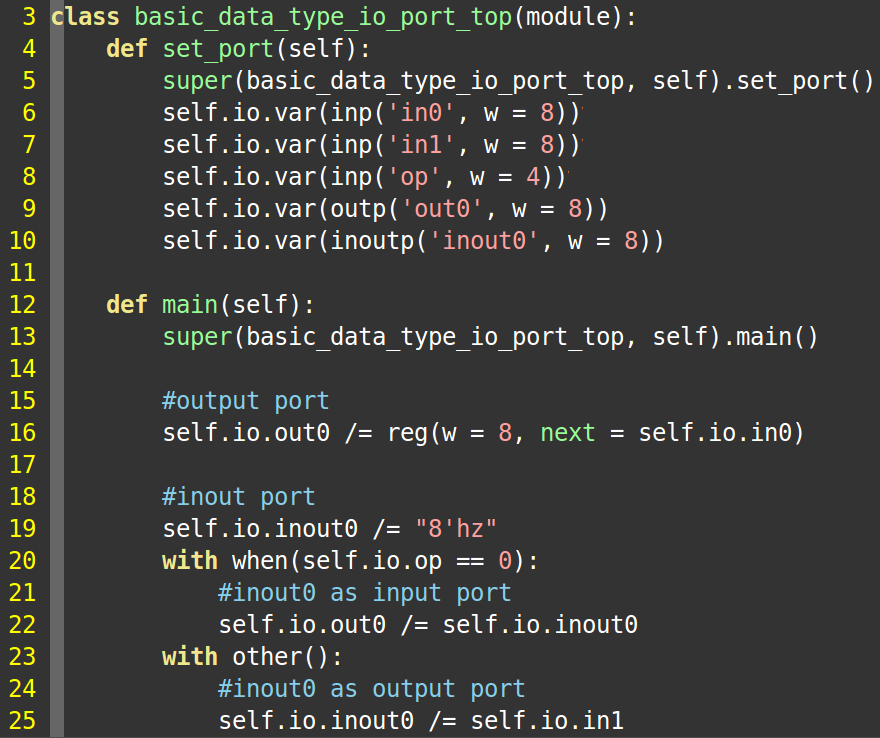 3 class basic_data_type_io_port_top(module):
4     def set_port(self):
5         super(basic_data_type_io_port_top, self).set_port()
6         self.io.var(inp('in0', w = 8))
7         self.io.var(inp('in1', w = 8))
8         self.io.var(inp('op', w = 4))
9         self.io.var(outp('out0', w = 8))
10         self.io.var(inoutp('inout0', w = 8))
11
12     def main(self):
13         super(basic_data_type_io_port_top, self).main()
14
15         #output port
16         self.io.out0 /= reg(w = 8, next = self.io.in0)
17
18         #inout port
19         self.io.inout0 /= "8'hz"
20         with when(self.io.op == 0):
21             #inout0 as input port
22             self.io.out0 /= self.io.inout0
23         with other():
24             #inout0 as output port
25             self.io.inout0 /= self.io.in1